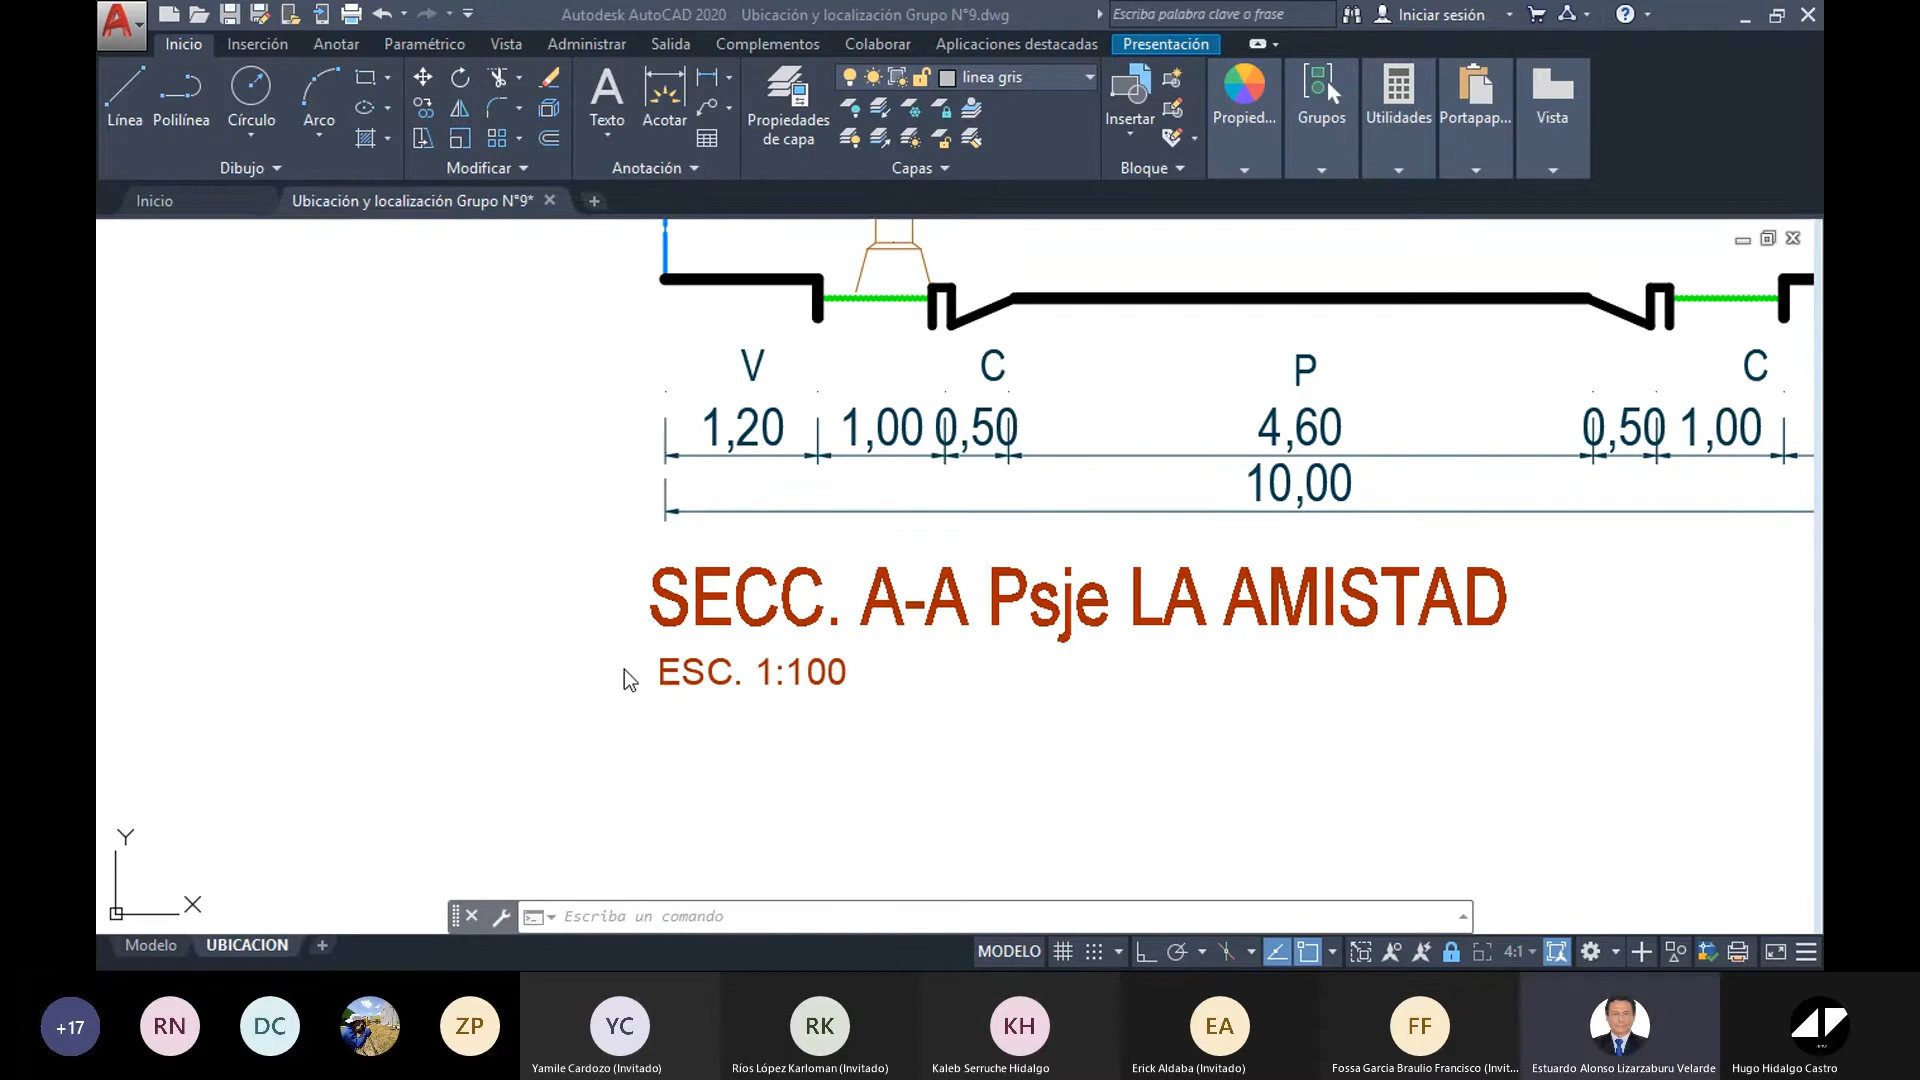 Autodesk AutoCAD 2020 Ubicación y localización Grupo N°9.dwg
Escriba palabra clave o frase
Iniciar sesión
Inicio Inserción Anotar Paramétrico Vista Administrar Salida Complementos Colaborar Aplicaciones destacadas Presentación
linea gris
Línea Polilínea Círculo Arco
Texto Acotar
Propiedades de capa
Insertar
Propied... Grupos Utilidades Portapap... Vista
Dibujo Modificar Anotación Capas Bloque
Inicio
Ubicación y localización Grupo N°9*
V C P C
1,20 1,00 0,50 4,60 0,50 1,00
10,00
SECC. A-A Psje LA AMISTAD
ESC. 1:100
Y
X
Escriba un comando
Modelo UBICACION
MODELO
4:1
+17 RN DC ZP YC RK KH EA FF
Yamile Cardozo (Invitado)
Ríos López Karloman (Invitado)
Kaleb Serruche Hidalgo
Erick Aldaba (Invitado)
Fossa Garcia Braulio Francisco (Invit...
Estuardo Alonso Lizarzaburu Velarde
Hugo Hidalgo Castro